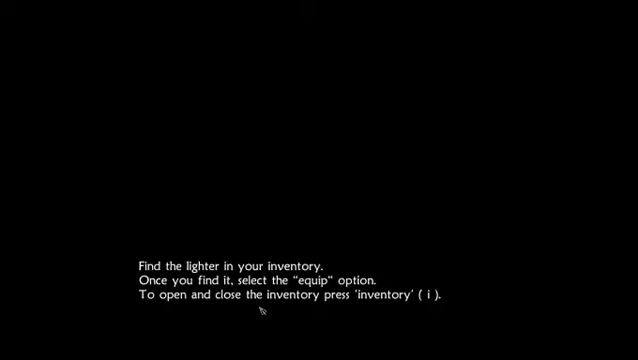 Find the lighter in your inventory.
Once you find it, select the "equip" option.
To open and close the inventory press 'inventory' ( i ).